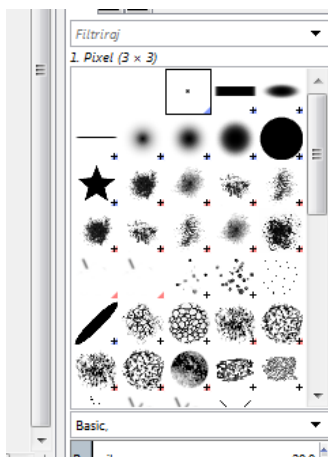 Filtriraj
1. Pixel (3 × 3)
Basic,